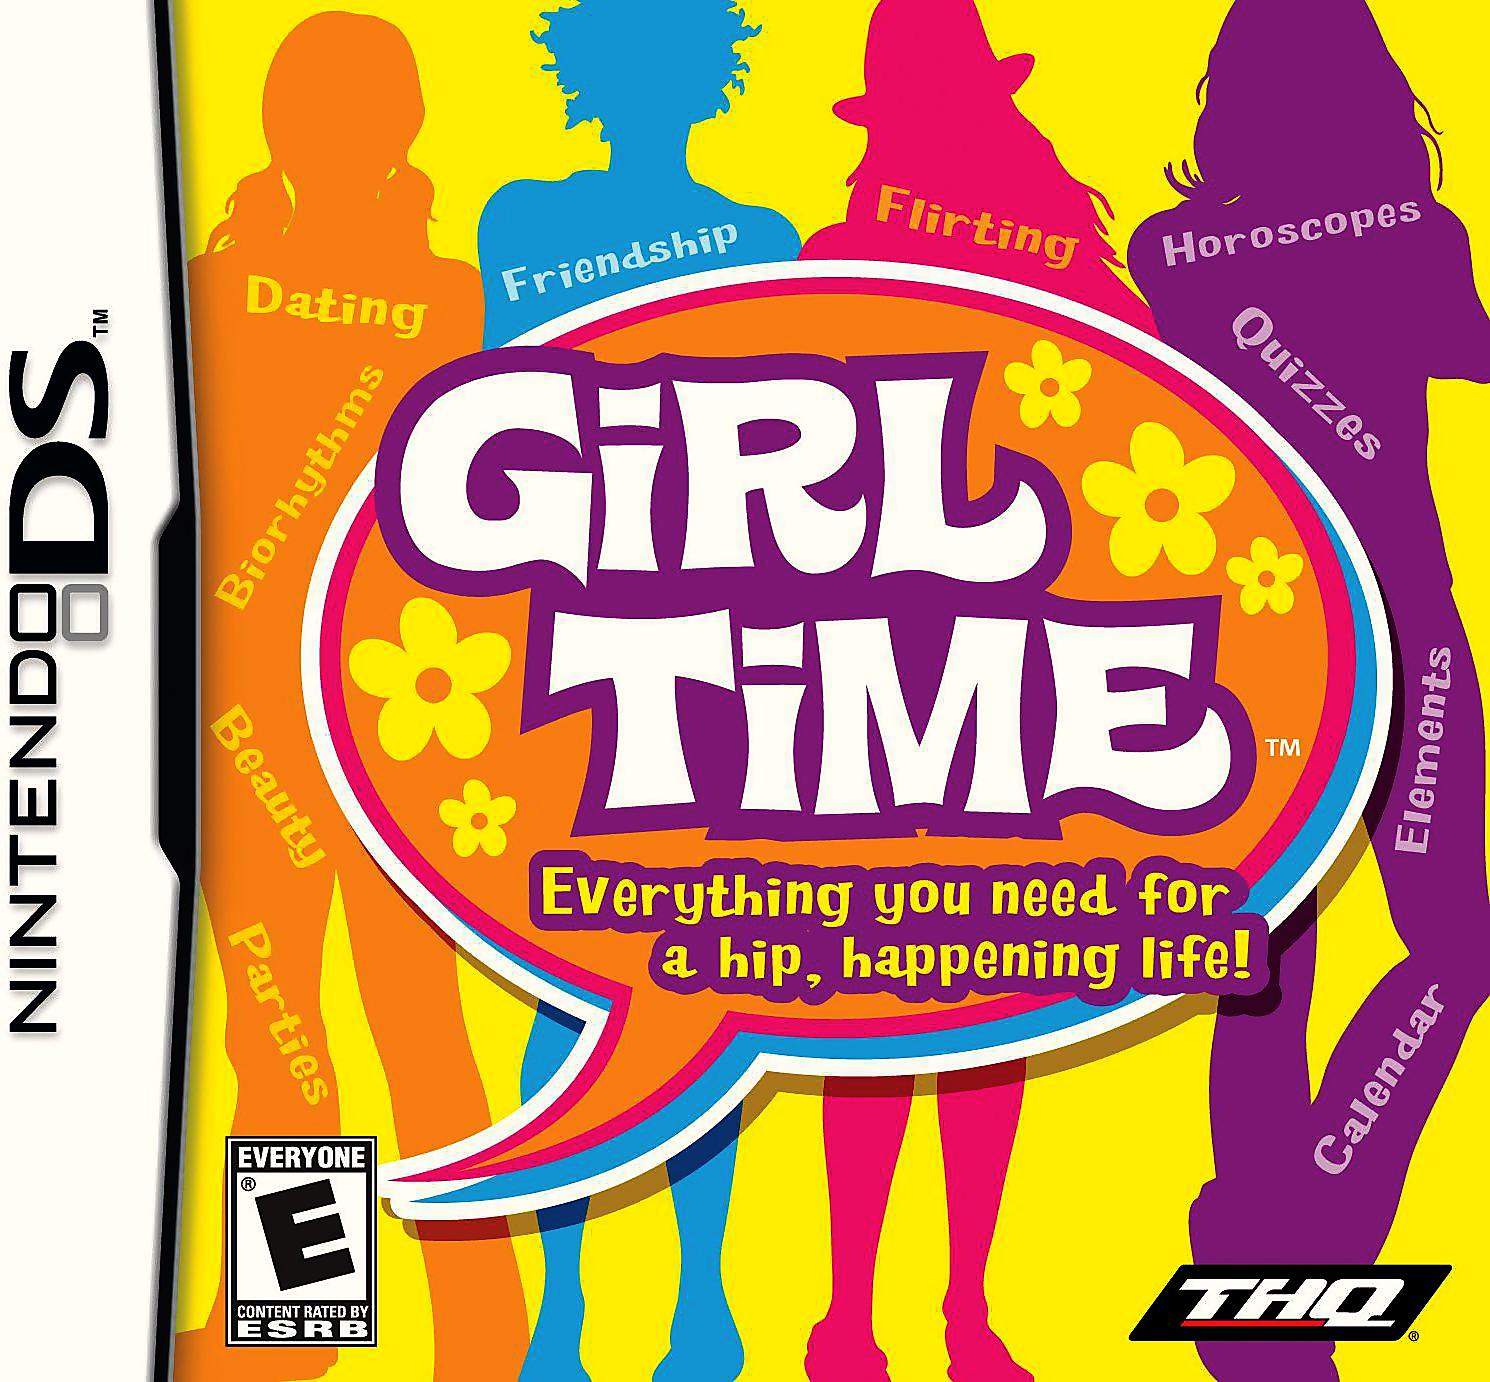 NINTENDO DS™
Dating
Friendship
Flirting
Horoscopes
Quizzes
Biorhythms
GiRL
TiME
™
Elements
Beauty
Everything you need for
a hip, happening life!
Parties
Calendar
EVERYONE
®
E
CONTENT RATED BY
ESRB
THQ®